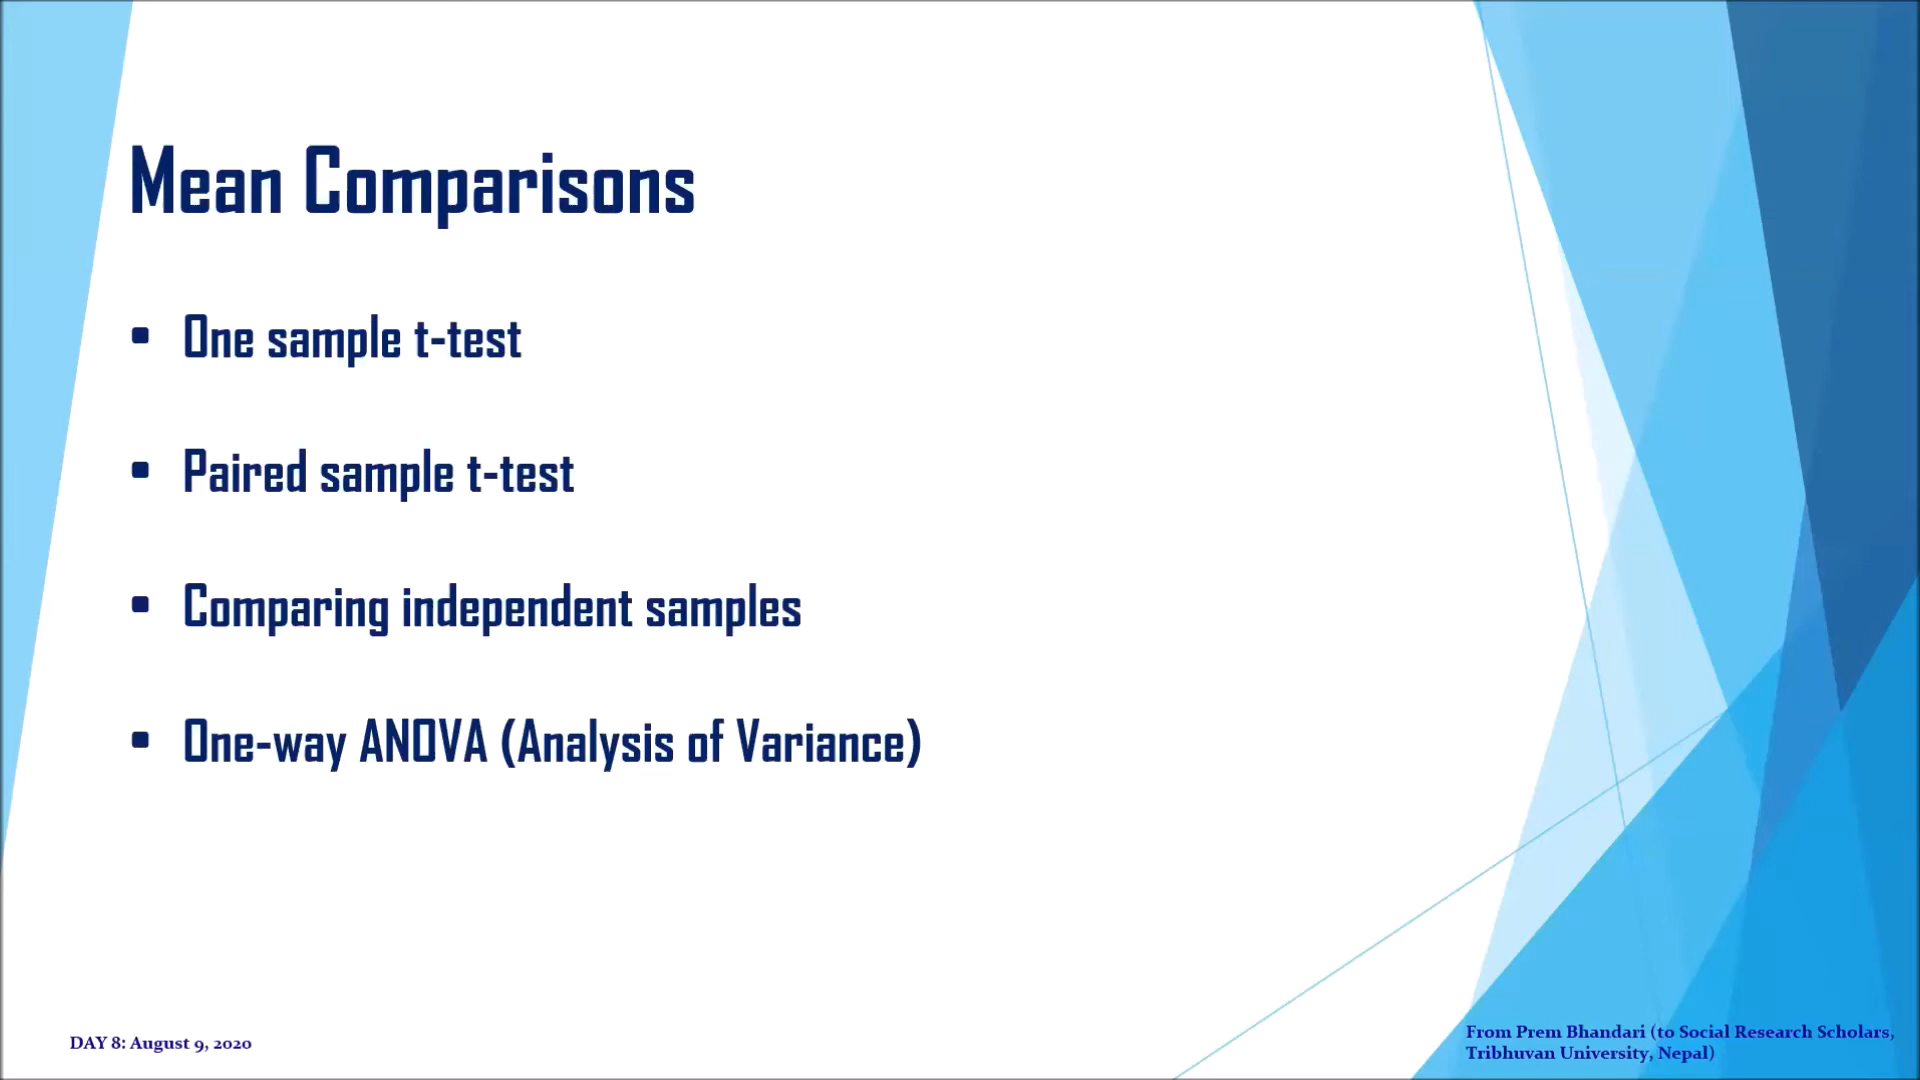 Mean Comparisons
▪ One sample t-test
▪ Paired sample t-test
▪ Comparing independent samples
▪ One-way ANOVA (Analysis of Variance)
DAY 8: August 9, 2020
From Prem Bhandari (to Social Research Scholars,
Tribhuvan University, Nepal)